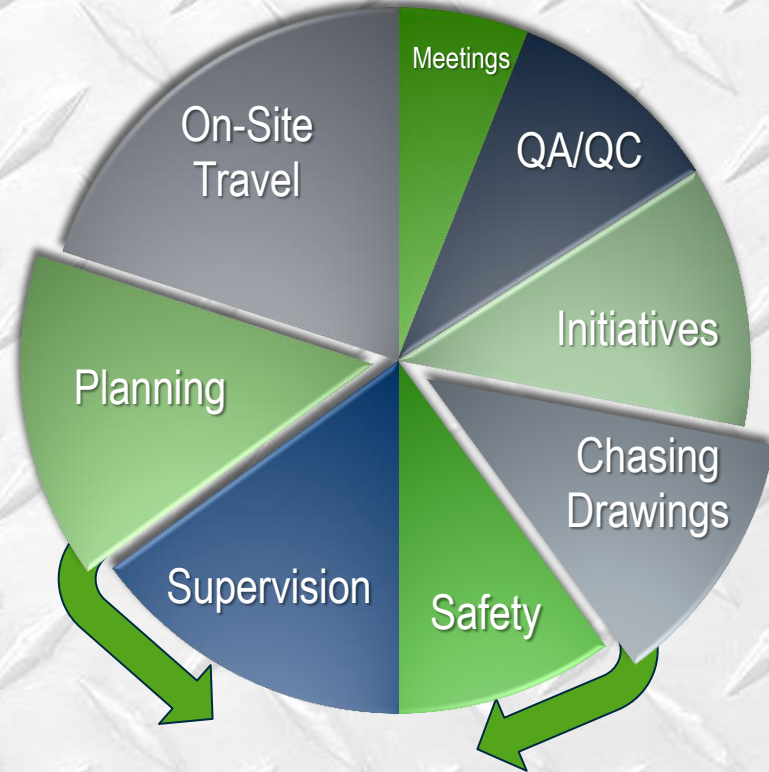 Meetings
QA/QC
Initiatives
Chasing
Drawings
Safety
Supervision
Planning
On-Site
Travel